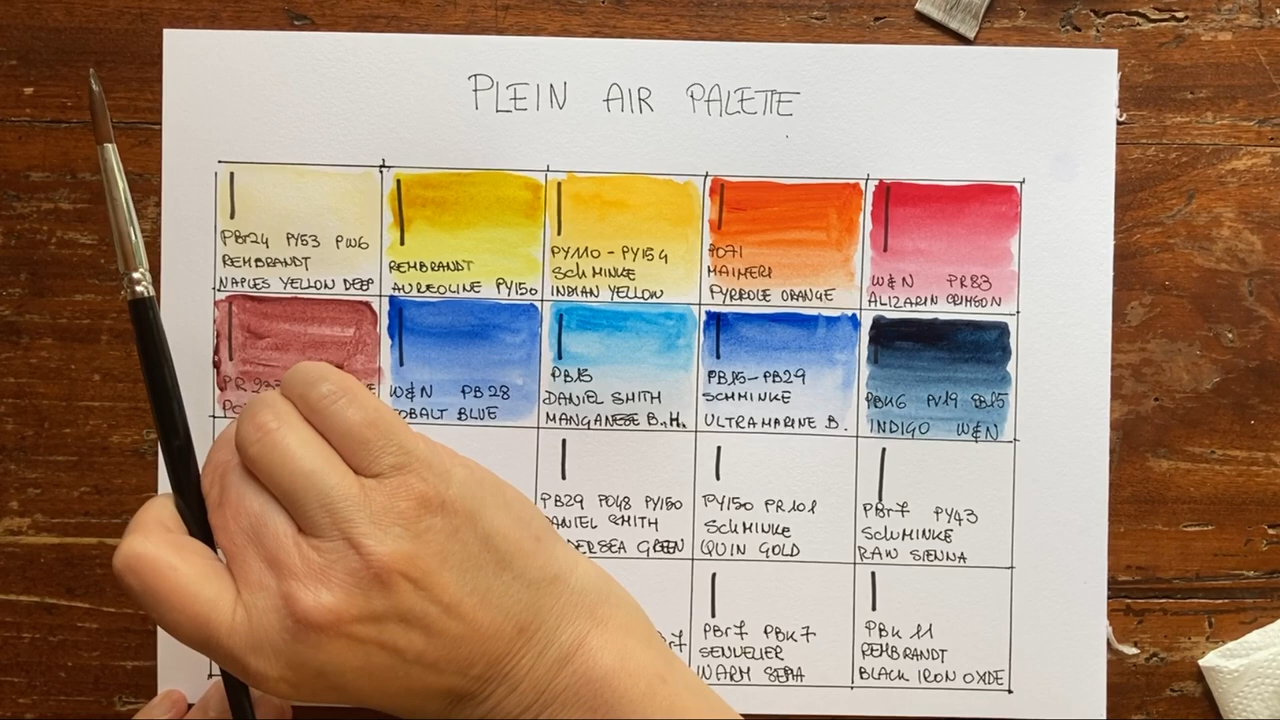 PLEIN AIR PALETTE
PBr24 PY53 PW6
REMBRANDT
NAPLES YELLOW DEEP
REMBRANDT
AUREOLINE PY150
PY110 - PY154
SCHMINKE
INDIAN YELLOW
PO71
MAIMERI
PYRROLE ORANGE
W&N PR83
ALIZARIN CRIMSON
W&N PB28
COBALT BLUE
PB15
DANIEL SMITH
MANGANESE B.H.
PB15-PB29
SCHMINKE
ULTRAMARINE B.
PBk6 PV19 PB15
INDIGO W&N
PB29 PO48 PY150
DANIEL SMITH
GREEN
PY150 PR101
SCHMINKE
QUIN GOLD
PBr7 PY43
SCHMINKE
RAW SIENNA
PBr7 PBk7
SENNELIER
WARM SEPIA
PBk 11
REMBRANDT
BLACK IRON OXDE